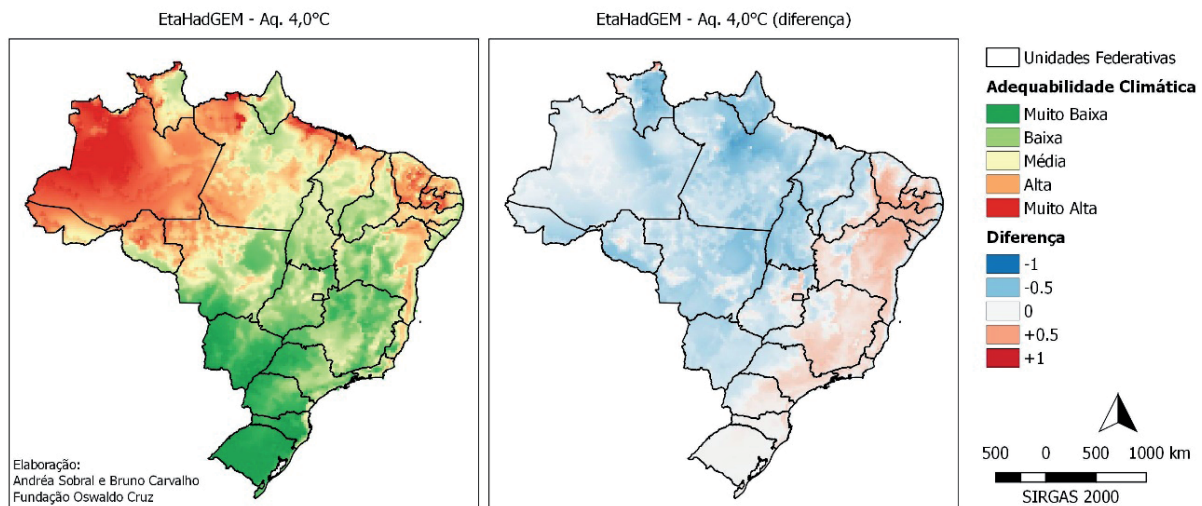 EtaHadGEM - Aq. 4,0°C
EtaHadGEM - Aq. 4,0°C (diferença)
Unidades Federativas
Adequabilidade Climática
Muito Baixa
Baixa
Média
Alta
Muito Alta
Diferença
-1
-0.5
0
+0.5
+1
500 0 500 1000 km
SIRGAS 2000
Elaboração:
Andréa Sobral e Bruno Carvalho
Fundação Oswaldo Cruz